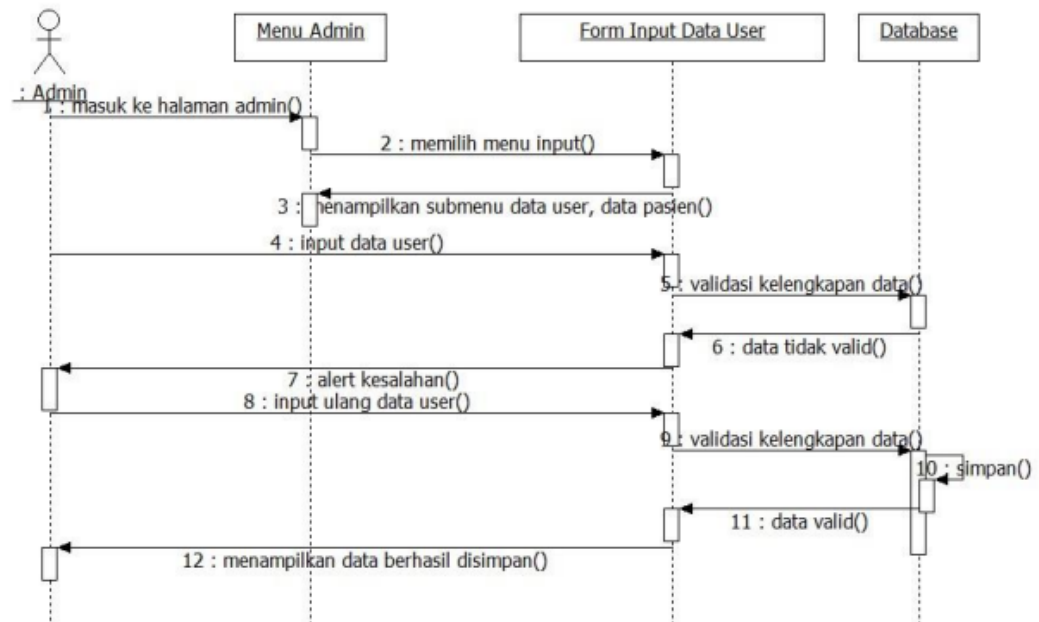 Menu Admin
Form Input Data User
Database
: Admin
1 : masuk ke halaman admin()
2 : memilih menu input()
3 : menampilkan submenu data user, data pasien()
4 : input data user()
5 : validasi kelengkapan data()
6 : data tidak valid()
7 : alert kesalahan()
8 : input ulang data user()
9 : validasi kelengkapan data()
10 : simpan()
11 : data valid()
12 : menampilkan data berhasil disimpan()